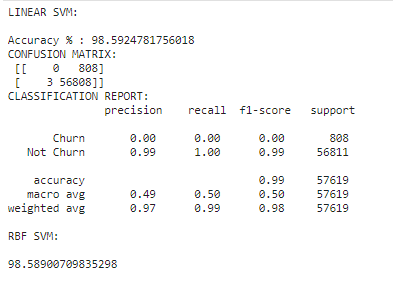 LINEAR SVM:
Accuracy % : 98.5924781756018
CONFUSION MATRIX:
[[    0   808]
[    3 56808]]
CLASSIFICATION REPORT:
precision    recall  f1-score   support
Churn       0.00      0.00      0.00       808
Not Churn       0.99      1.00      0.99     56811
accuracy                           0.99     57619
macro avg       0.49      0.50      0.50     57619
weighted avg       0.97      0.99      0.98     57619
RBF SVM:
98.58900709835298